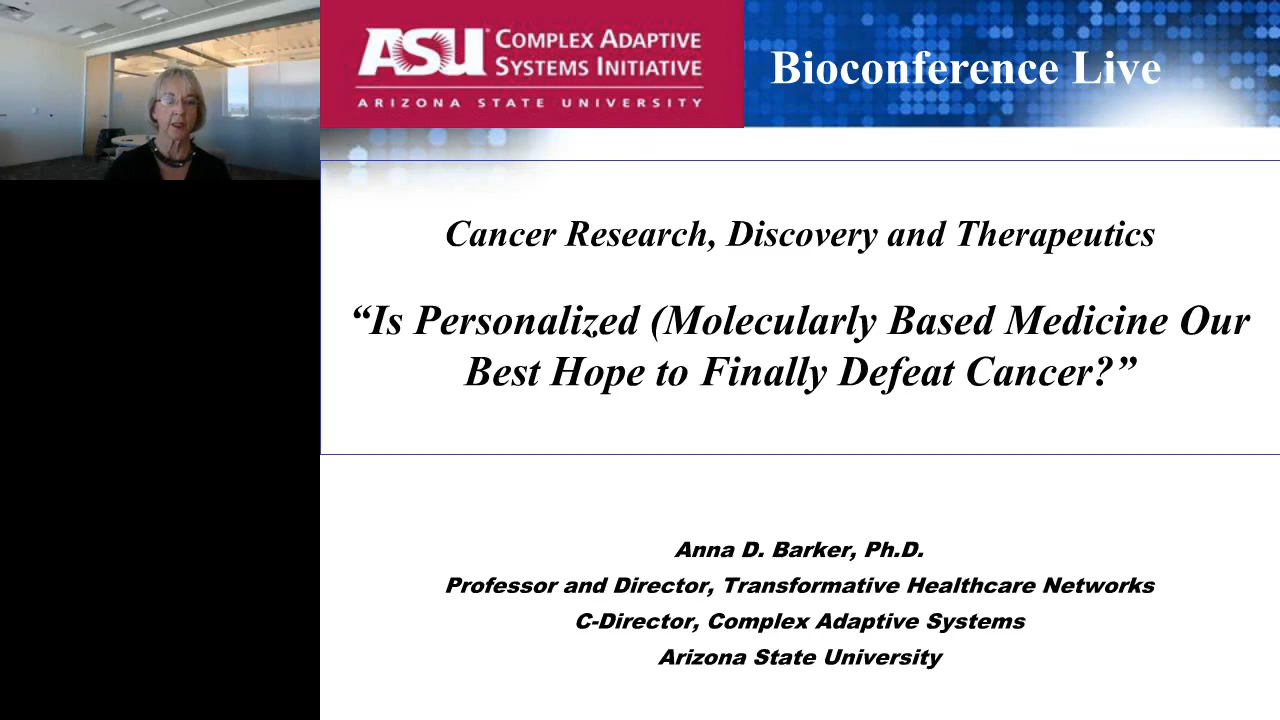 ASU COMPLEX ADAPTIVE
SYSTEMS INITIATIVE
ARIZONA STATE UNIVERSITY
Bioconference Live
Cancer Research, Discovery and Therapeutics
“Is Personalized (Molecularly Based Medicine Our
Best Hope to Finally Defeat Cancer?”
Anna D. Barker, Ph.D.
Professor and Director, Transformative Healthcare Networks
C-Director, Complex Adaptive Systems
Arizona State University